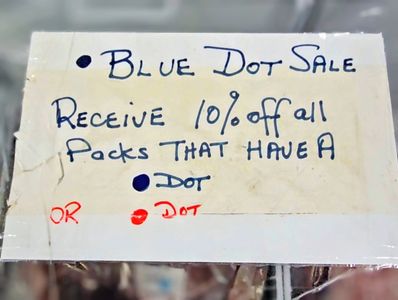 • BLUE DOT SALE
RECEIVE 10% off all
Packs THAT HAVE A
• DOT
OR • DOT